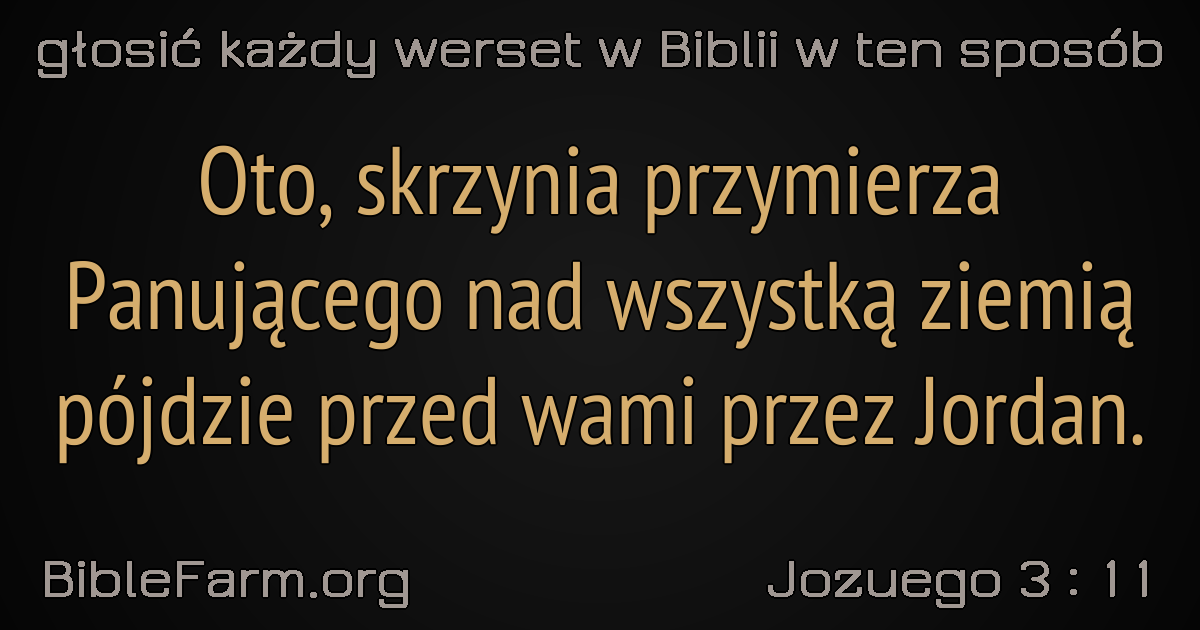 głosić każdy werset w Biblii w ten sposób
Oto, skrzynia przymierza
Panującego nad wszystką ziemią
pójdzie przed wami przez Jordan.
BibleFarm.org
Jozuego 3 : 11